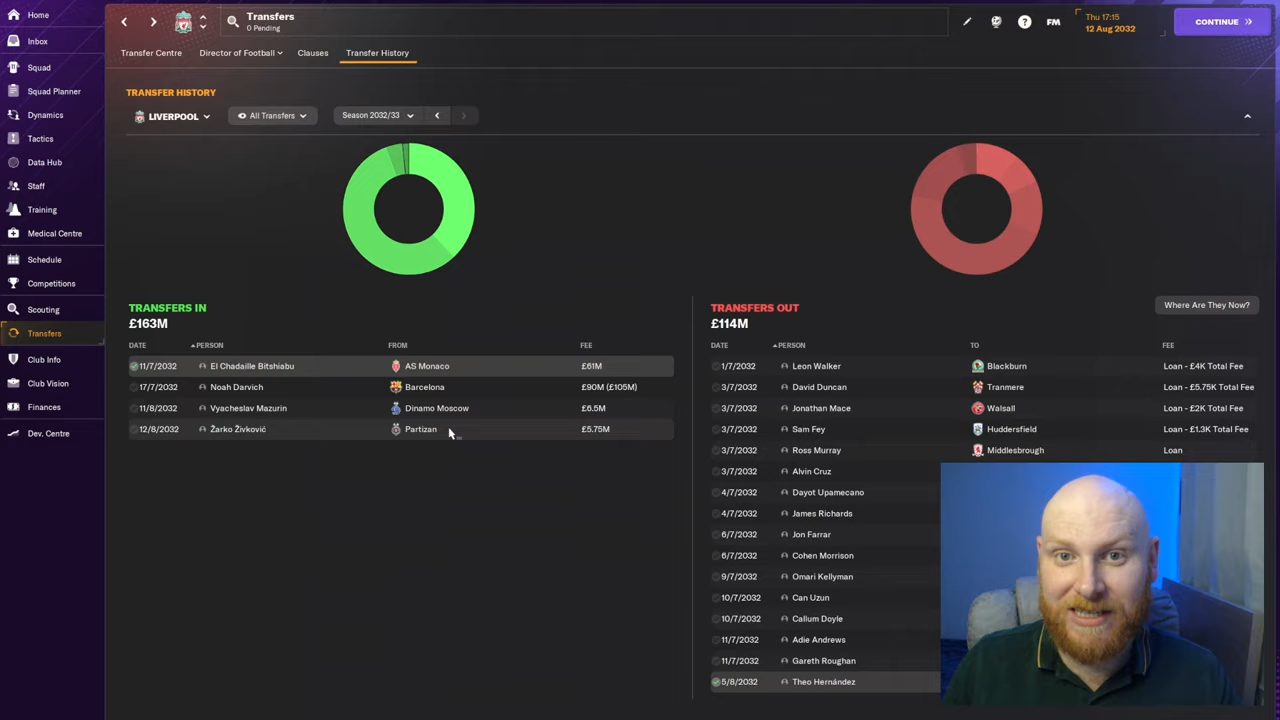 Home
Inbox
Squad
Squad Planner
Dynamics
Tactics
Data Hub
Staff
Training
Medical Centre
Schedule
Competitions
Scouting
Transfers
Club Info
Club Vision
Finances
Dev. Centre
Transfers
0 Pending
FM
Thu 17:15
12 Aug 2032
CONTINUE
Transfer Centre
Director of Football
Clauses
Transfer History
TRANSFER HISTORY
LIVERPOOL
All Transfers
Season 2032/33
TRANSFERS IN
£163M
DATE PERSON FROM FEE
11/7/2032 El Chadaille Bitshiabu AS Monaco £61M
17/7/2032 Noah Darvich Barcelona £90M (£105M)
11/8/2032 Vyacheslav Mazurin Dinamo Moscow £6.5M
12/8/2032 Žarko Živković Partizan £5.75M
TRANSFERS OUT
£114M
Where Are They Now?
DATE PERSON TO FEE
1/7/2032 Leon Walker Blackburn Loan - £4K Total Fee
3/7/2032 David Duncan Tranmere Loan - £5.75K Total Fee
3/7/2032 Jonathan Mace Walsall Loan - £2K Total Fee
3/7/2032 Sam Fey Huddersfield Loan - £1.3K Total Fee
3/7/2032 Ross Murray Middlesbrough Loan
3/7/2032 Alvin Cruz
4/7/2032 Dayot Upamecano
4/7/2032 James Richards
6/7/2032 Jon Farrar
6/7/2032 Cohen Morrison
9/7/2032 Omari Kellyman
10/7/2032 Can Uzun
10/7/2032 Callum Doyle
11/7/2032 Adie Andrews
11/7/2032 Gareth Roughan
5/8/2032 Theo Hernández